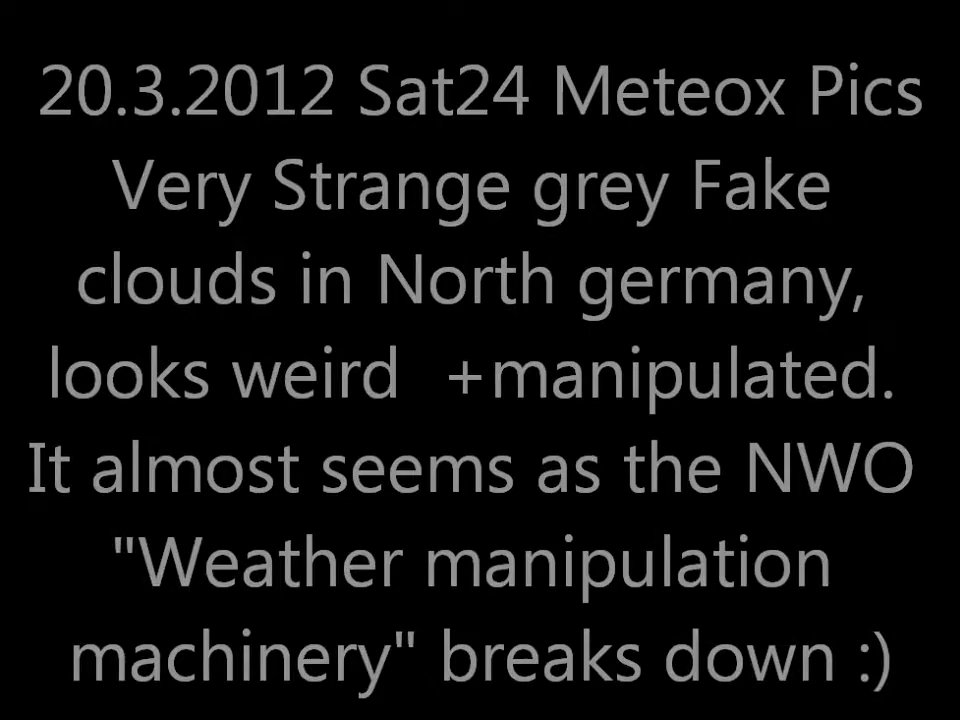 20.3.2012 Sat24 Meteox Pics
Very Strange grey Fake
clouds in North germany,
looks weird  +manipulated.
It almost seems as the NWO
"Weather manipulation
machinery" breaks down :)